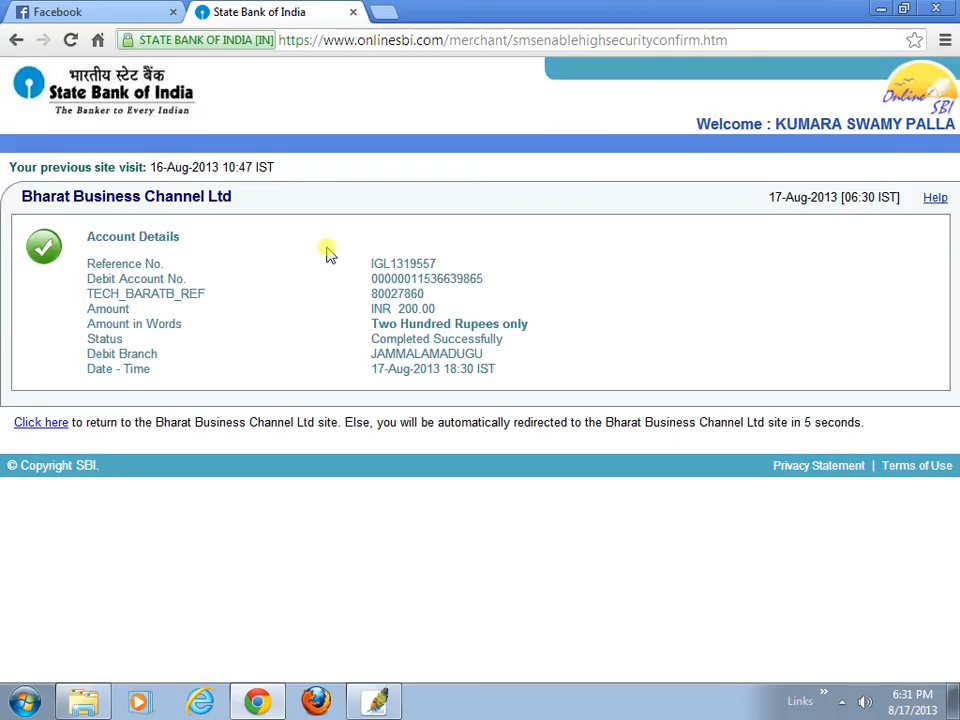 Facebook
State Bank of India
STATE BANK OF INDIA [IN] https://www.onlinesbi.com/merchant/smsenablehighsecurityconfirm.htm
भारतीय स्टेट बैंक
State Bank of India
The Banker to Every Indian
Online SBI
Welcome : KUMARA SWAMY PALLA
Your previous site visit: 16-Aug-2013 10:47 IST
Bharat Business Channel Ltd 17-Aug-2013 [06:30 IST] Help
Account Details
Reference No. IGL1319557
Debit Account No. 00000011536639865
TECH_BARATB_REF 80027860
Amount INR 200.00
Amount in Words Two Hundred Rupees only
Status Completed Successfully
Debit Branch JAMMALAMADUGU
Date - Time 17-Aug-2013 18:30 IST
Click here to return to the Bharat Business Channel Ltd site. Else, you will be automatically redirected to the Bharat Business Channel Ltd site in 5 seconds.
© Copyright SBI. Privacy Statement | Terms of Use
Links » 6:31 PM
8/17/2013